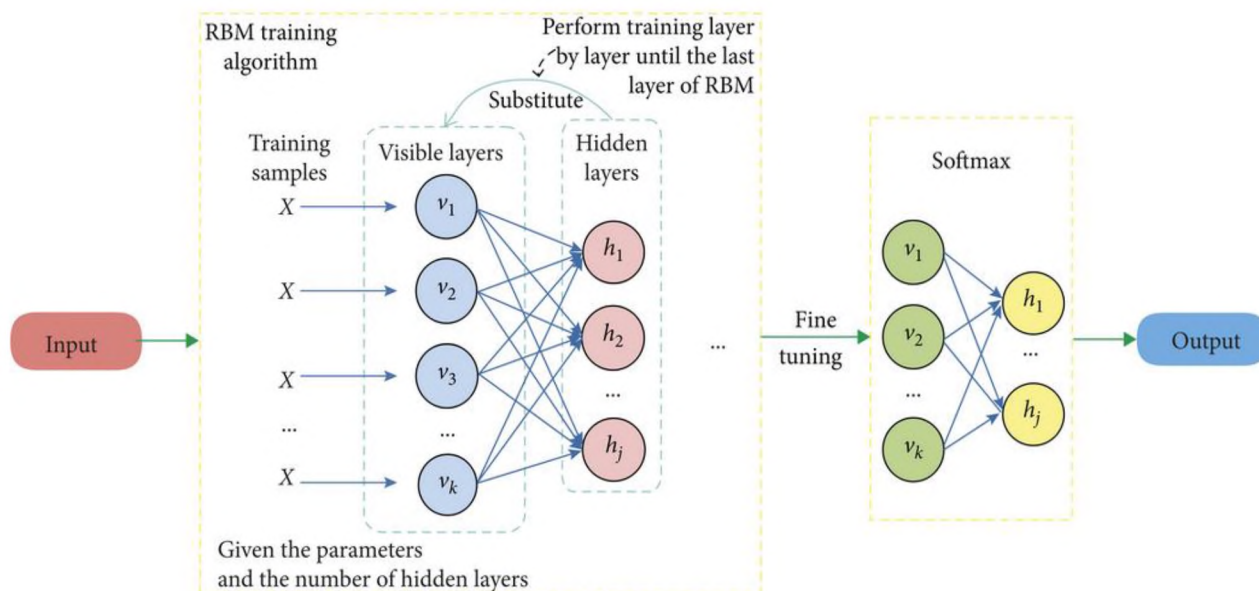 RBM training
algorithm
Perform training layer
by layer until the last
layer of RBM
Substitute
Training
samples
Visible layers
Hidden
layers
X
X
X
...
X
v1
v2
v3
...
vk
h1
h2
...
hj
...
Given the parameters
and the number of hidden layers
Input
Fine
tuning
Softmax
v1
v2
...
vk
h1
...
hj
Output